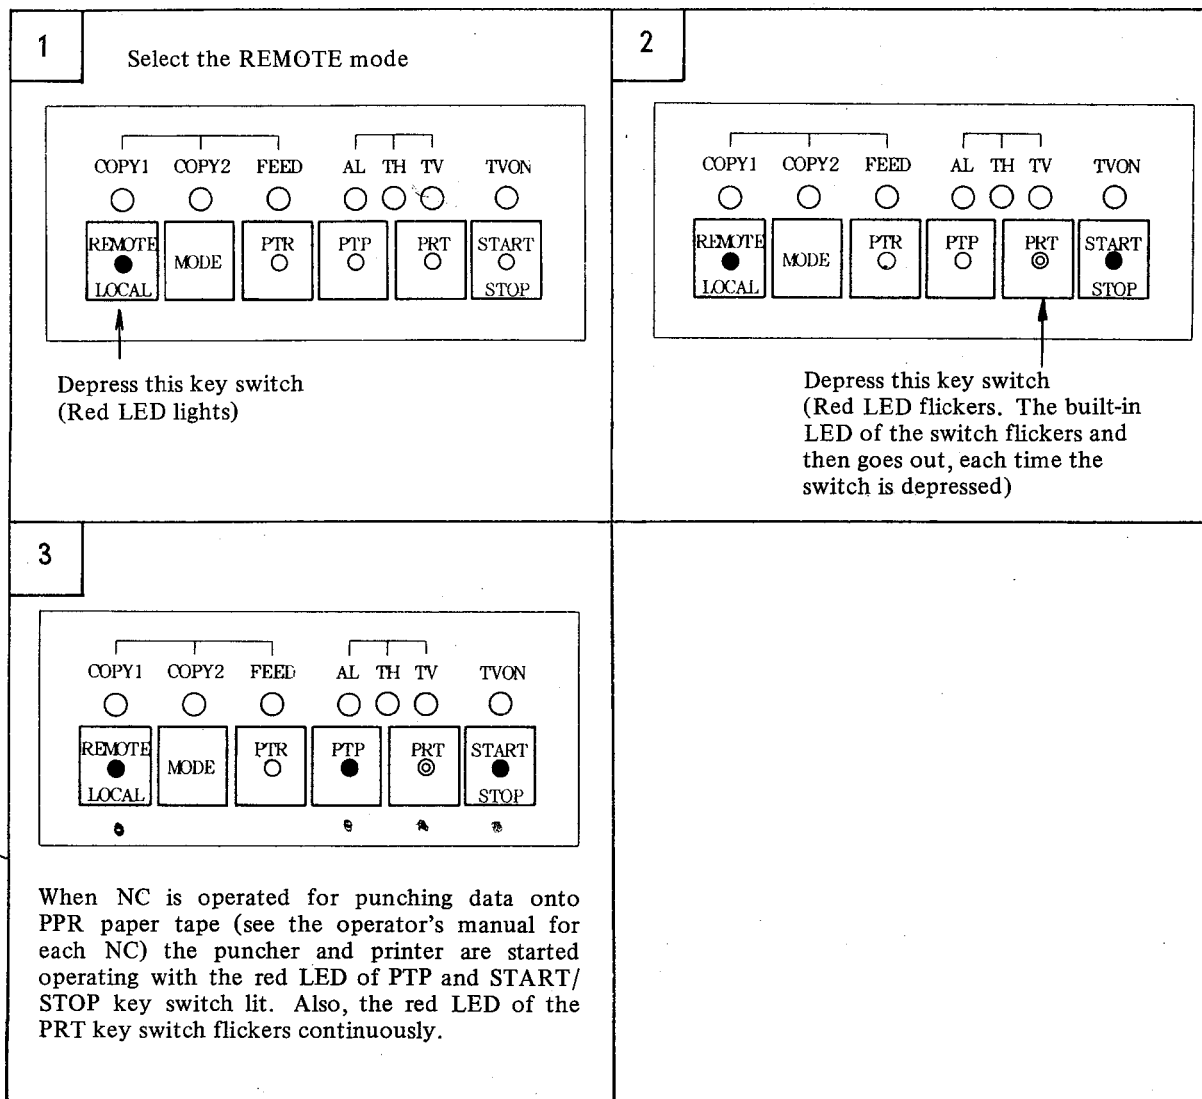 1
Select the REMOTE mode
COPY1 COPY2 FEED AL TH TV TVON
REMOTE MODE PTR PTP PRT START
LOCAL STOP
Depress this key switch
(Red LED lights)
2
COPY1 COPY2 FEED AL TH TV TVON
REMOTE MODE PTR PTP PRT START
LOCAL STOP
Depress this key switch
(Red LED flickers. The built-in
LED of the switch flickers and
then goes out, each time the
switch is depressed)
3
COPY1 COPY2 FEED AL TH TV TVON
REMOTE MODE PTR PTP PRT START
LOCAL STOP
When NC is operated for punching data onto
PPR paper tape (see the operator's manual for
each NC) the puncher and printer are started
operating with the red LED of PTP and START/
STOP key switch lit. Also, the red LED of the
PRT key switch flickers continuously.